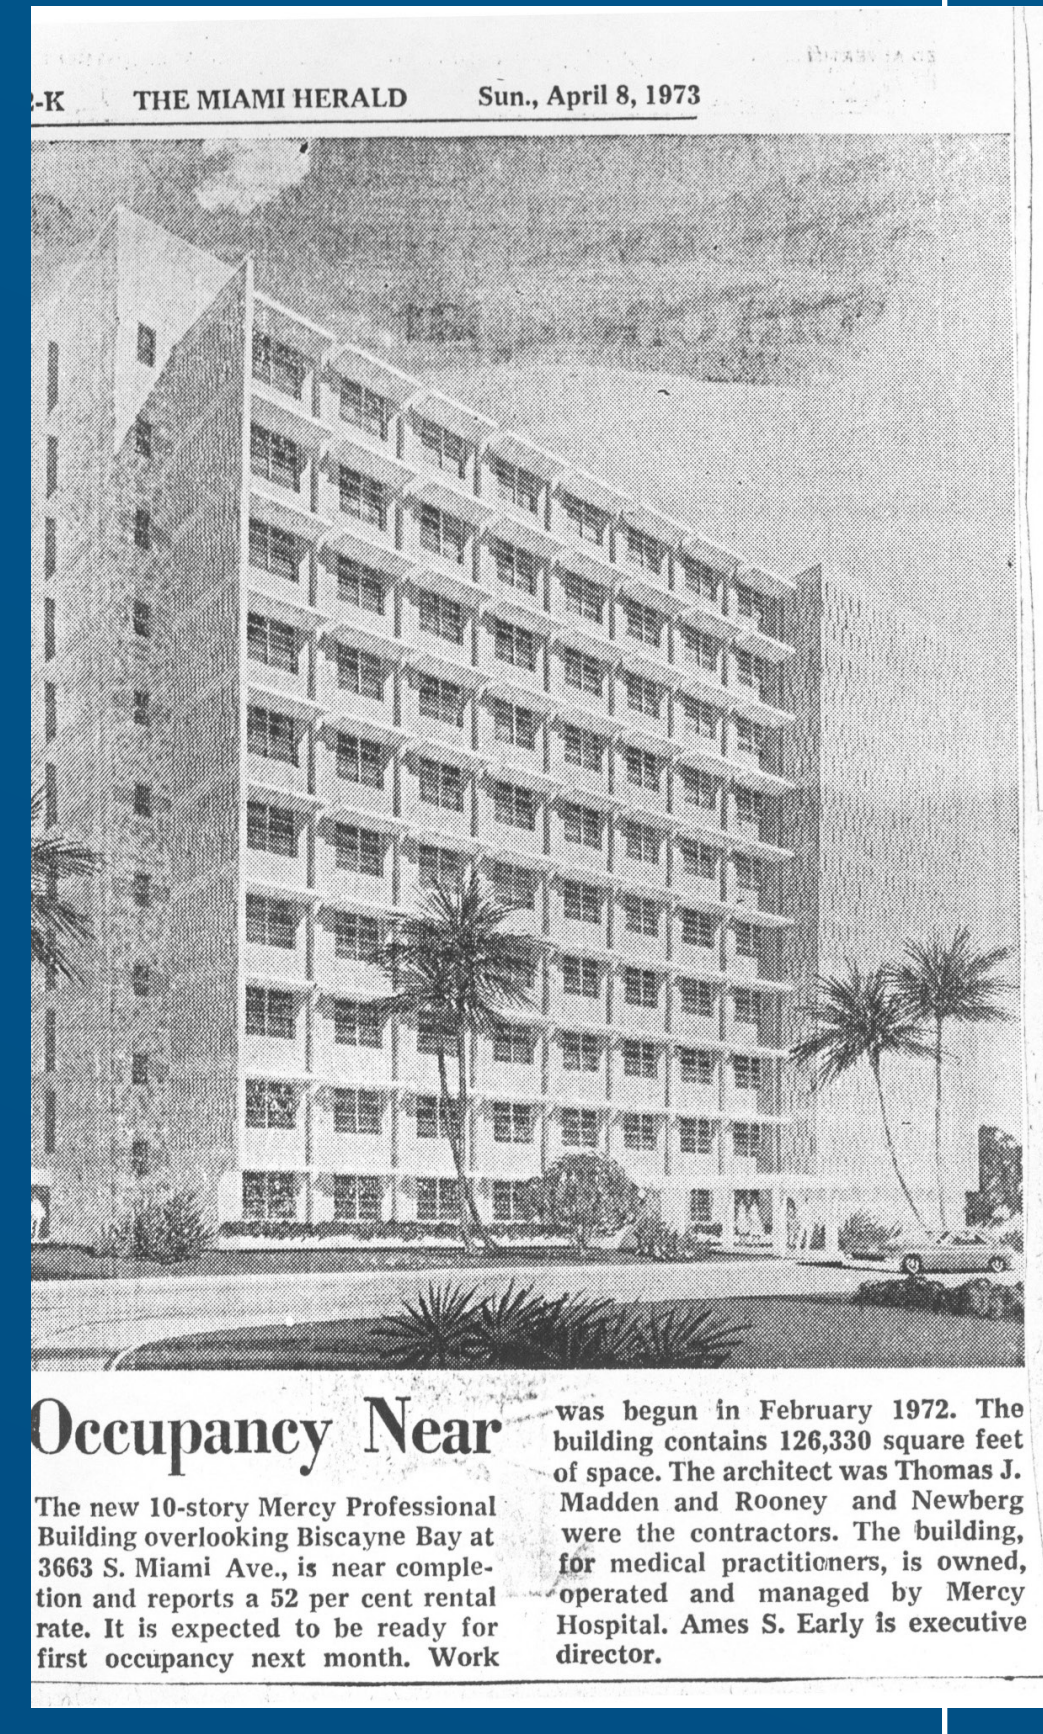 2-K THE MIAMI HERALD Sun., April 8, 1973
Occupancy Near
The new 10-story Mercy Professional
Building overlooking Biscayne Bay at
3663 S. Miami Ave., is near comple-
tion and reports a 52 per cent rental
rate. It is expected to be ready for
first occupancy next month. Work
was begun in February 1972. The
building contains 126,330 square feet
of space. The architect was Thomas J.
Madden and Rooney and Newberg
were the contractors. The building,
for medical practitioners, is owned,
operated and managed by Mercy
Hospital. Ames S. Early is executive
director.